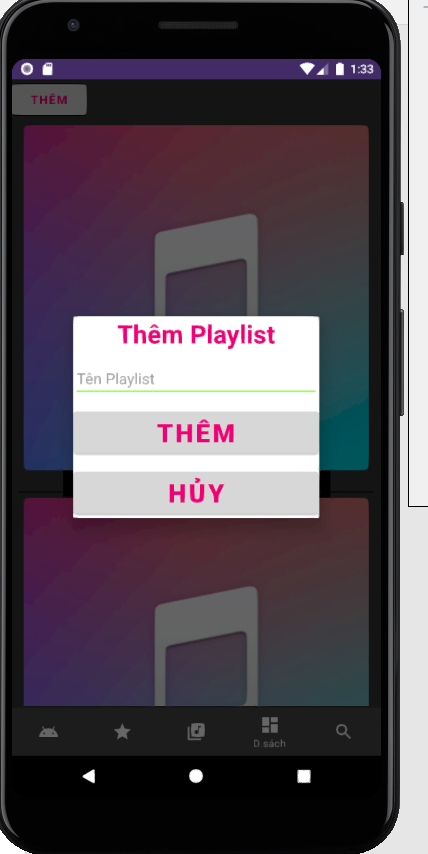 1:33
THÊM
Thêm Playlist
Tên Playlist
THÊM
HỦY
D.sách